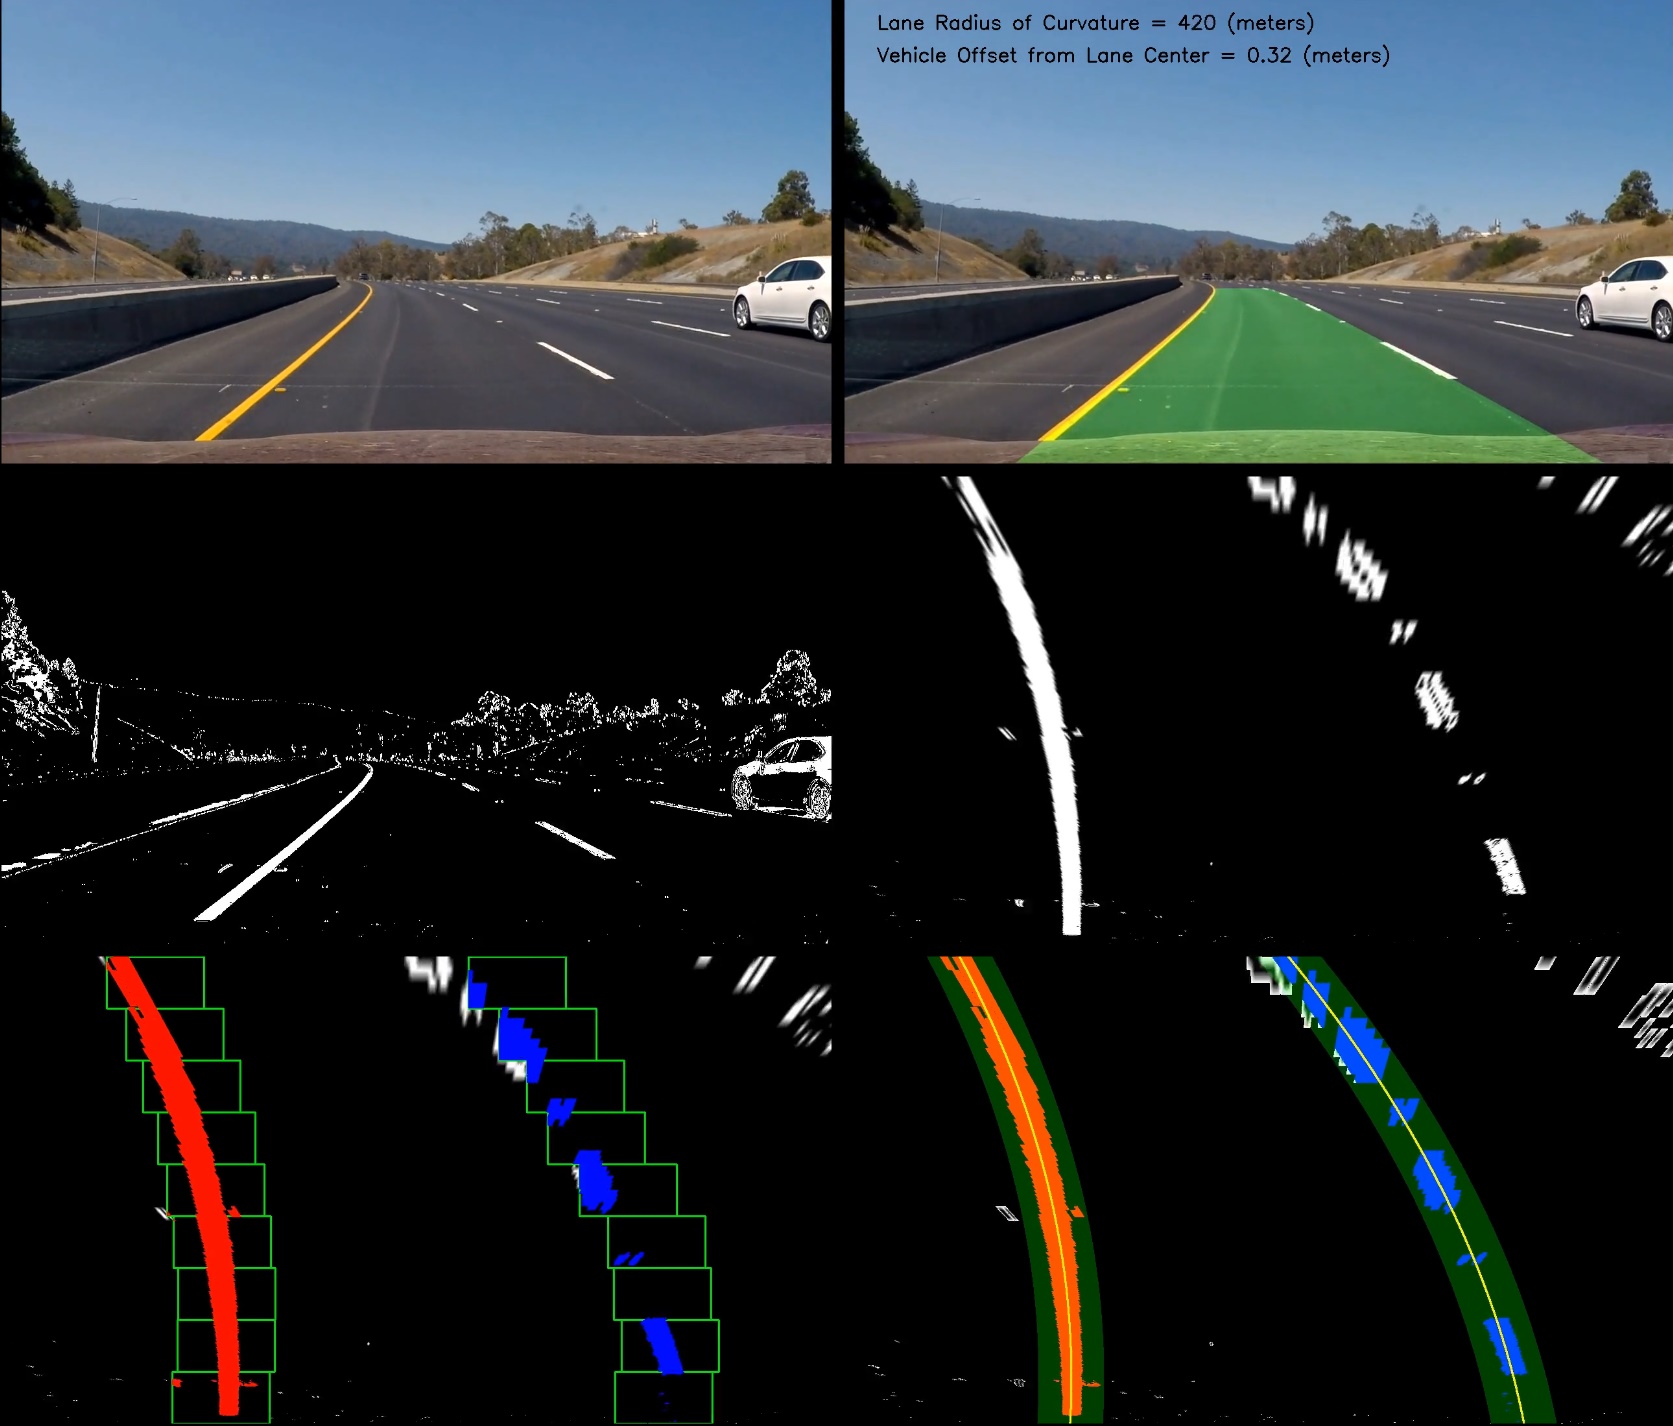 Lane Radius of Curvature = 420 (meters)
Vehicle Offset from Lane Center = 0.32 (meters)